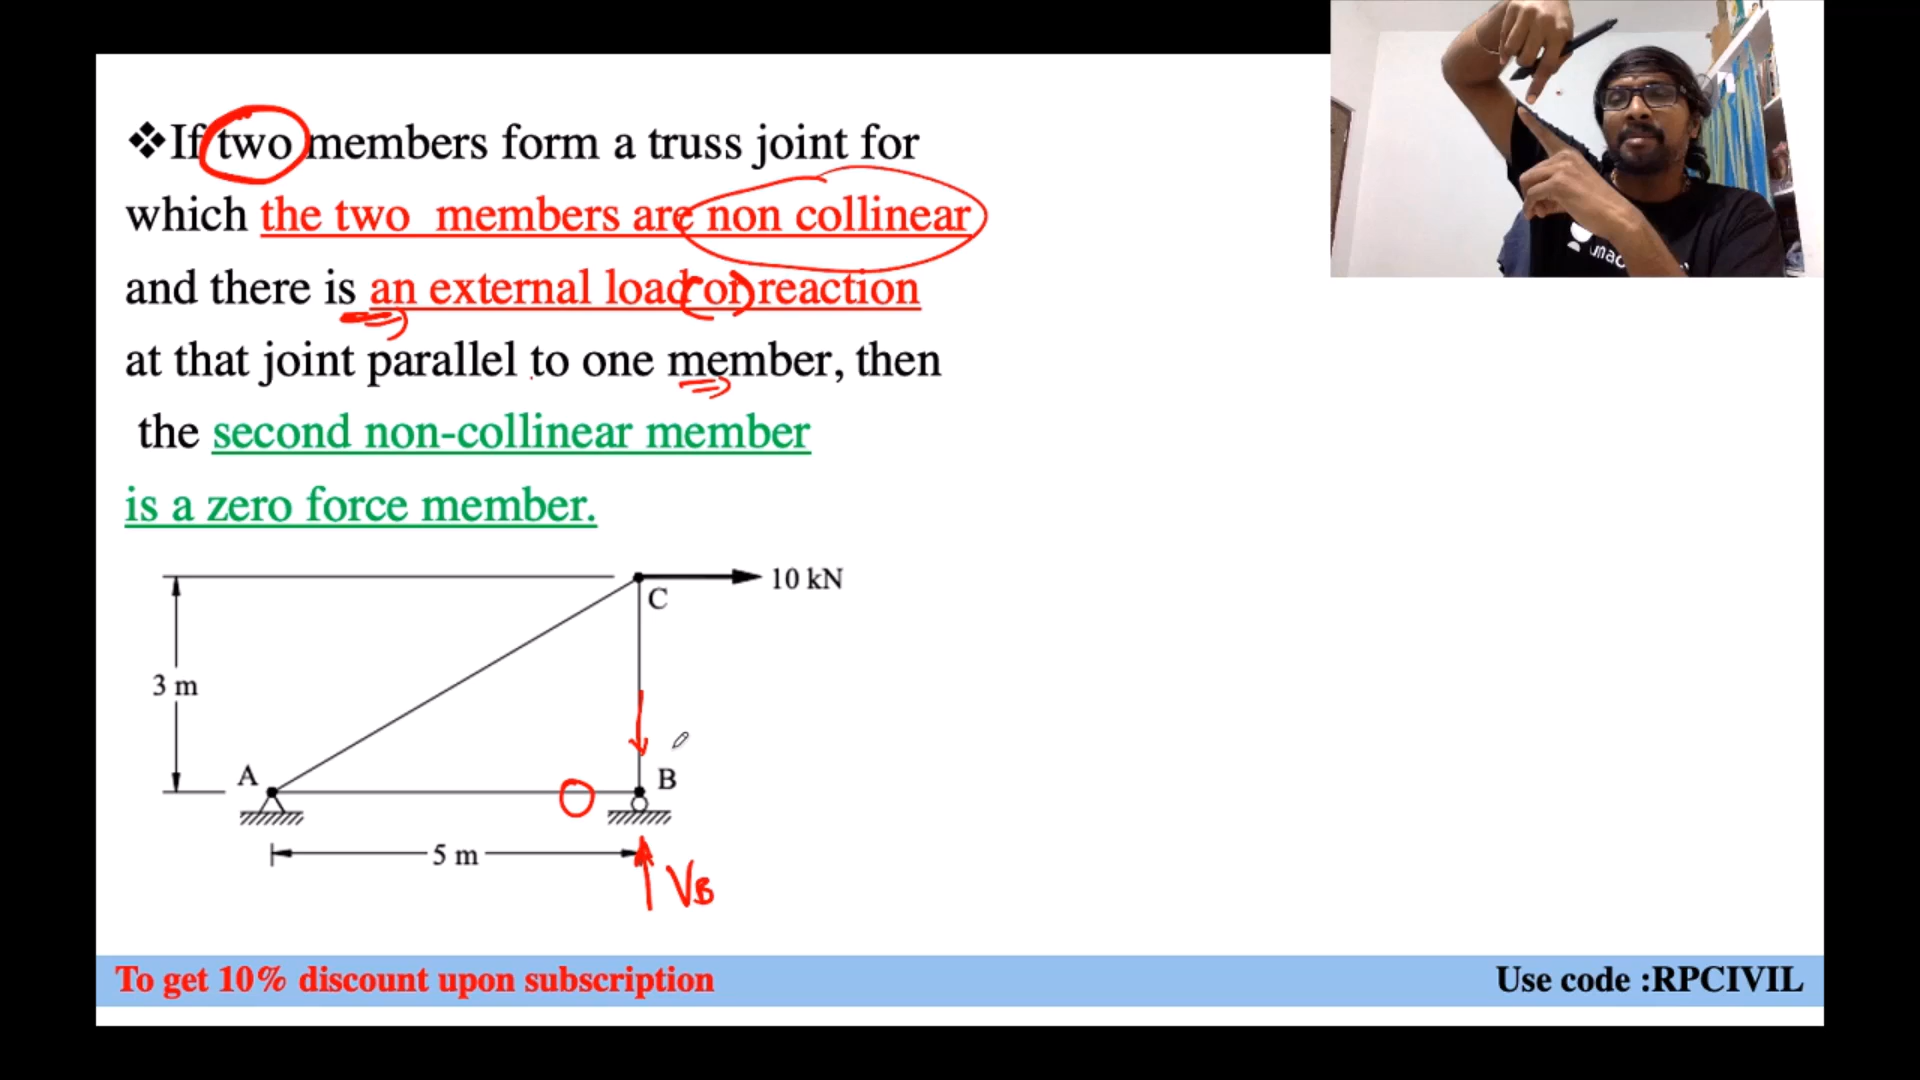 ❖If two members form a truss joint for
which the two members are non collinear
and there is an external load or reaction
at that joint parallel to one member, then
the second non-collinear member
is a zero force member.
C
10 kN
3 m
A
B
5 m
VB
To get 10% discount upon subscription
Use code :RPCIVIL